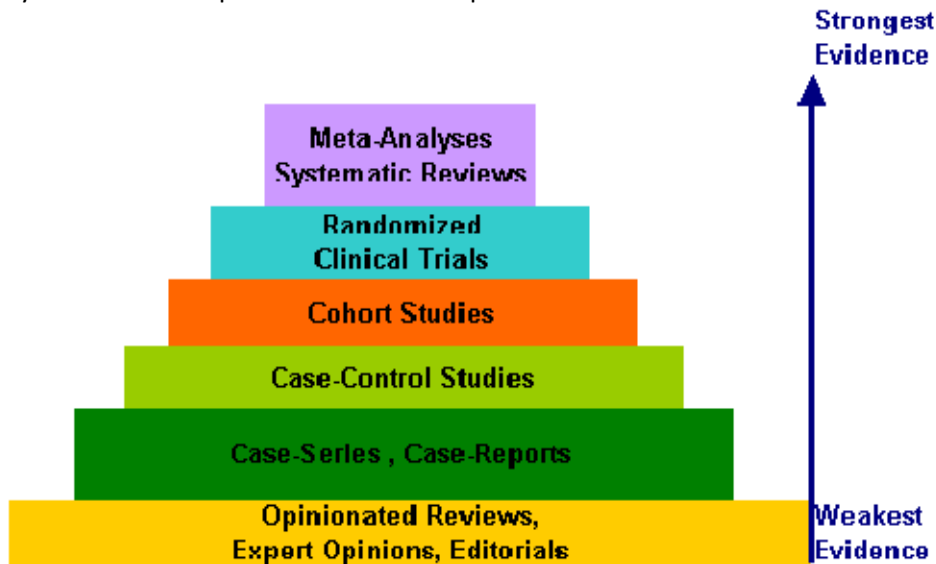 Strongest
Evidence
Meta-Analyses
Systematic Reviews
Randomized
Clinical Trials
Cohort Studies
Case-Control Studies
Case-Series , Case-Reports
Opinionated Reviews,
Expert Opinions, Editorials
Weakest
Evidence